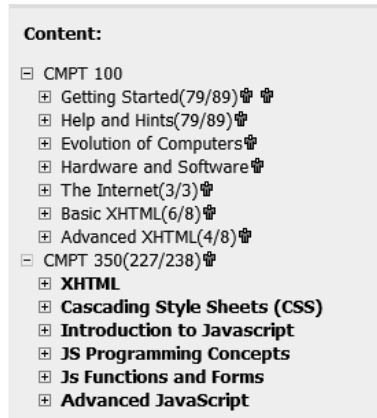 Content:
CMPT 100
Getting Started(79/89)
Help and Hints(79/89)
Evolution of Computers
Hardware and Software
The Internet(3/3)
Basic XHTML(6/8)
Advanced XHTML(4/8)
CMPT 350(227/238)
XHTML
Cascading Style Sheets (CSS)
Introduction to Javascript
JS Programming Concepts
Js Functions and Forms
Advanced JavaScript